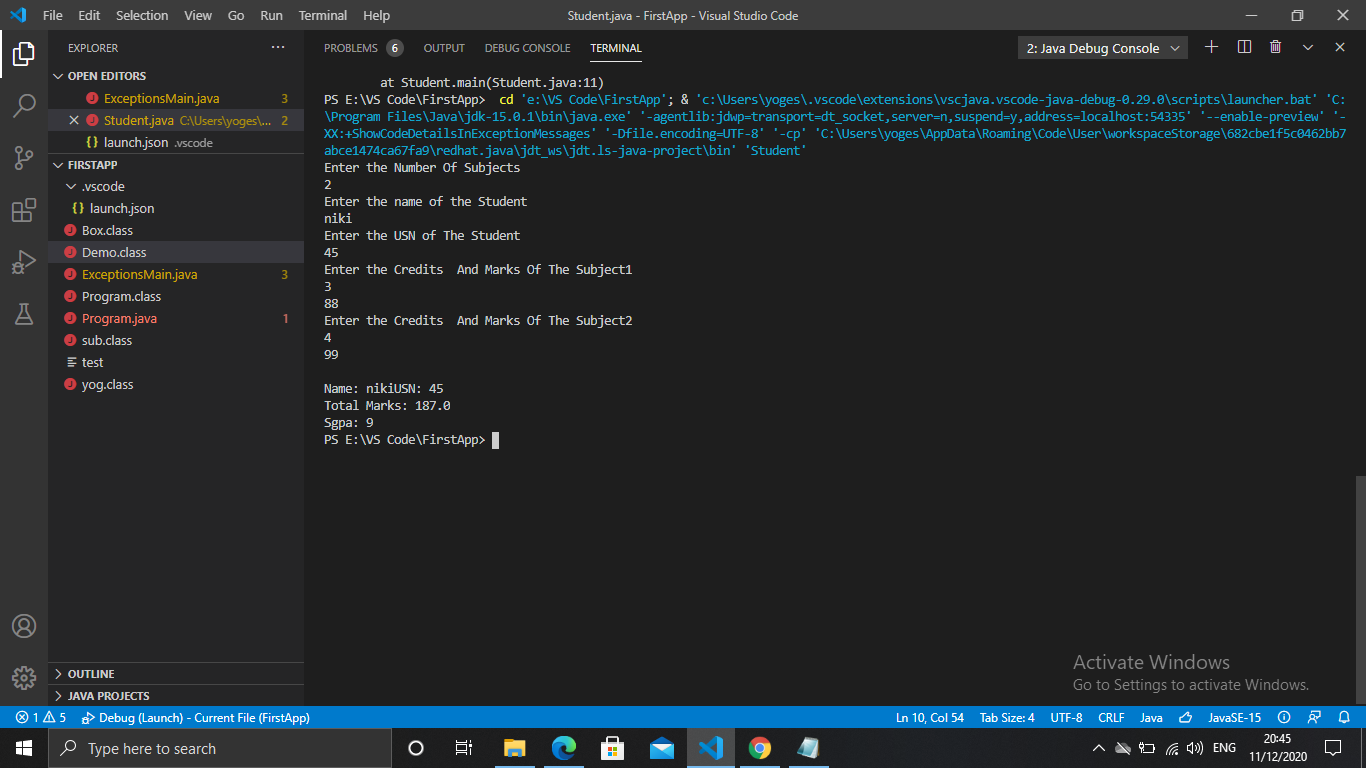 File Edit Selection View Go Run Terminal Help Student.java - FirstApp - Visual Studio Code
EXPLORER
OPEN EDITORS
ExceptionsMain.java 3
Student.java C:\Users\yoges\... 2
launch.json .vscode
FIRSTAPP
.vscode
launch.json
Box.class
Demo.class
ExceptionsMain.java 3
Program.class
Program.java 1
sub.class
test
yog.class
OUTLINE
JAVA PROJECTS
PROBLEMS 6 OUTPUT DEBUG CONSOLE TERMINAL 2: Java Debug Console
at Student.main(Student.java:11)
PS E:\VS Code\FirstApp> cd 'e:\VS Code\FirstApp'; & 'c:\Users\yoges\.vscode\extensions\vscjava.vscode-java-debug-0.29.0\scripts\launcher.bat' 'C:
\Program Files\Java\jdk-15.0.1\bin\java.exe' '-agentlib:jdwp=transport=dt_socket,server=n,suspend=y,address=localhost:54335' '--enable-preview' '-
XX:+ShowCodeDetailsInExceptionMessages' '-Dfile.encoding=UTF-8' '-cp' 'C:\Users\yoges\AppData\Roaming\Code\User\workspaceStorage\682cbe1f5c0462bb7
abce1474ca67fa9\redhat.java\jdt_ws\jdt.ls-java-project\bin' 'Student'
Enter the Number Of Subjects
2
Enter the name of the Student
niki
Enter the USN of The Student
45
Enter the Credits  And Marks Of The Subject1
3
88
Enter the Credits  And Marks Of The Subject2
4
99
Name: nikiUSN: 45
Total Marks: 187.0
Sgpa: 9
PS E:\VS Code\FirstApp>
Activate Windows
Go to Settings to activate Windows.
1 5 Debug (Launch) - Current File (FirstApp) Ln 10, Col 54 Tab Size: 4 UTF-8 CRLF Java JavaSE-15
Type here to search ENG 20:45
11/12/2020